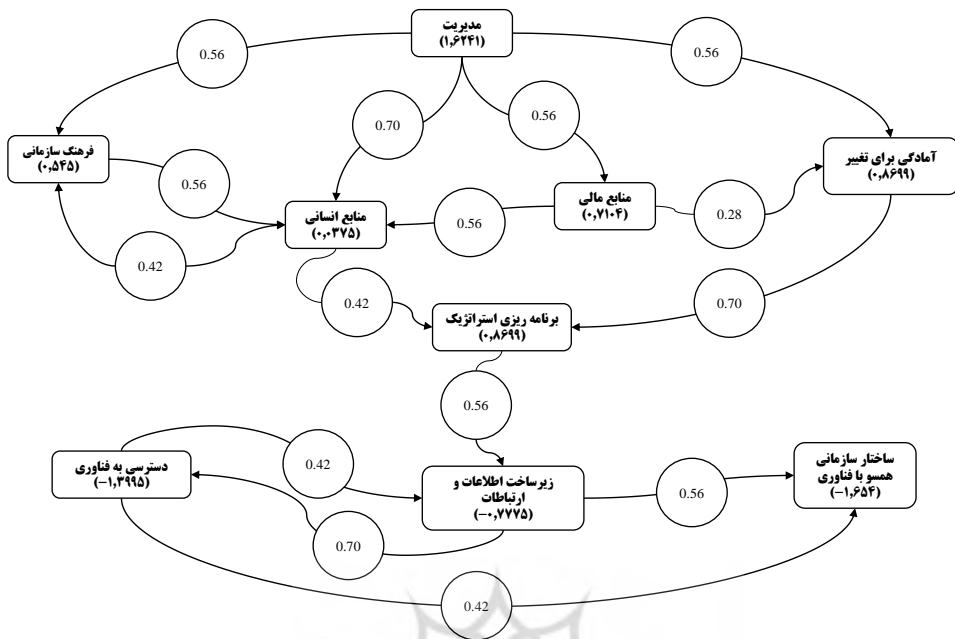 مدیریت
(۱,۶۲۴۱)
0.56
0.56
0.70
0.56
فرهنگ سازمانی
(۰,۵۴۵)
آمادگی برای تغییر
(۰,۸۶۹۹)
0.56
منابع انسانی
(۰,۰۳۷۵)
0.56
منابع مالی
(۰,۷۱۰۴)
0.28
0.42
0.42
0.70
برنامه ریزی استراتژیک
(۰,۸۶۹۹)
0.56
دسترسی به فناوری
(−۱,۳۹۹۵)
0.42
زیرساخت اطلاعات و
ارتباطات
(−۰,۷۷۷۵)
0.56
ساختار سازمانی
همسو با فناوری
(−۱,۶۵۴)
0.70
0.42